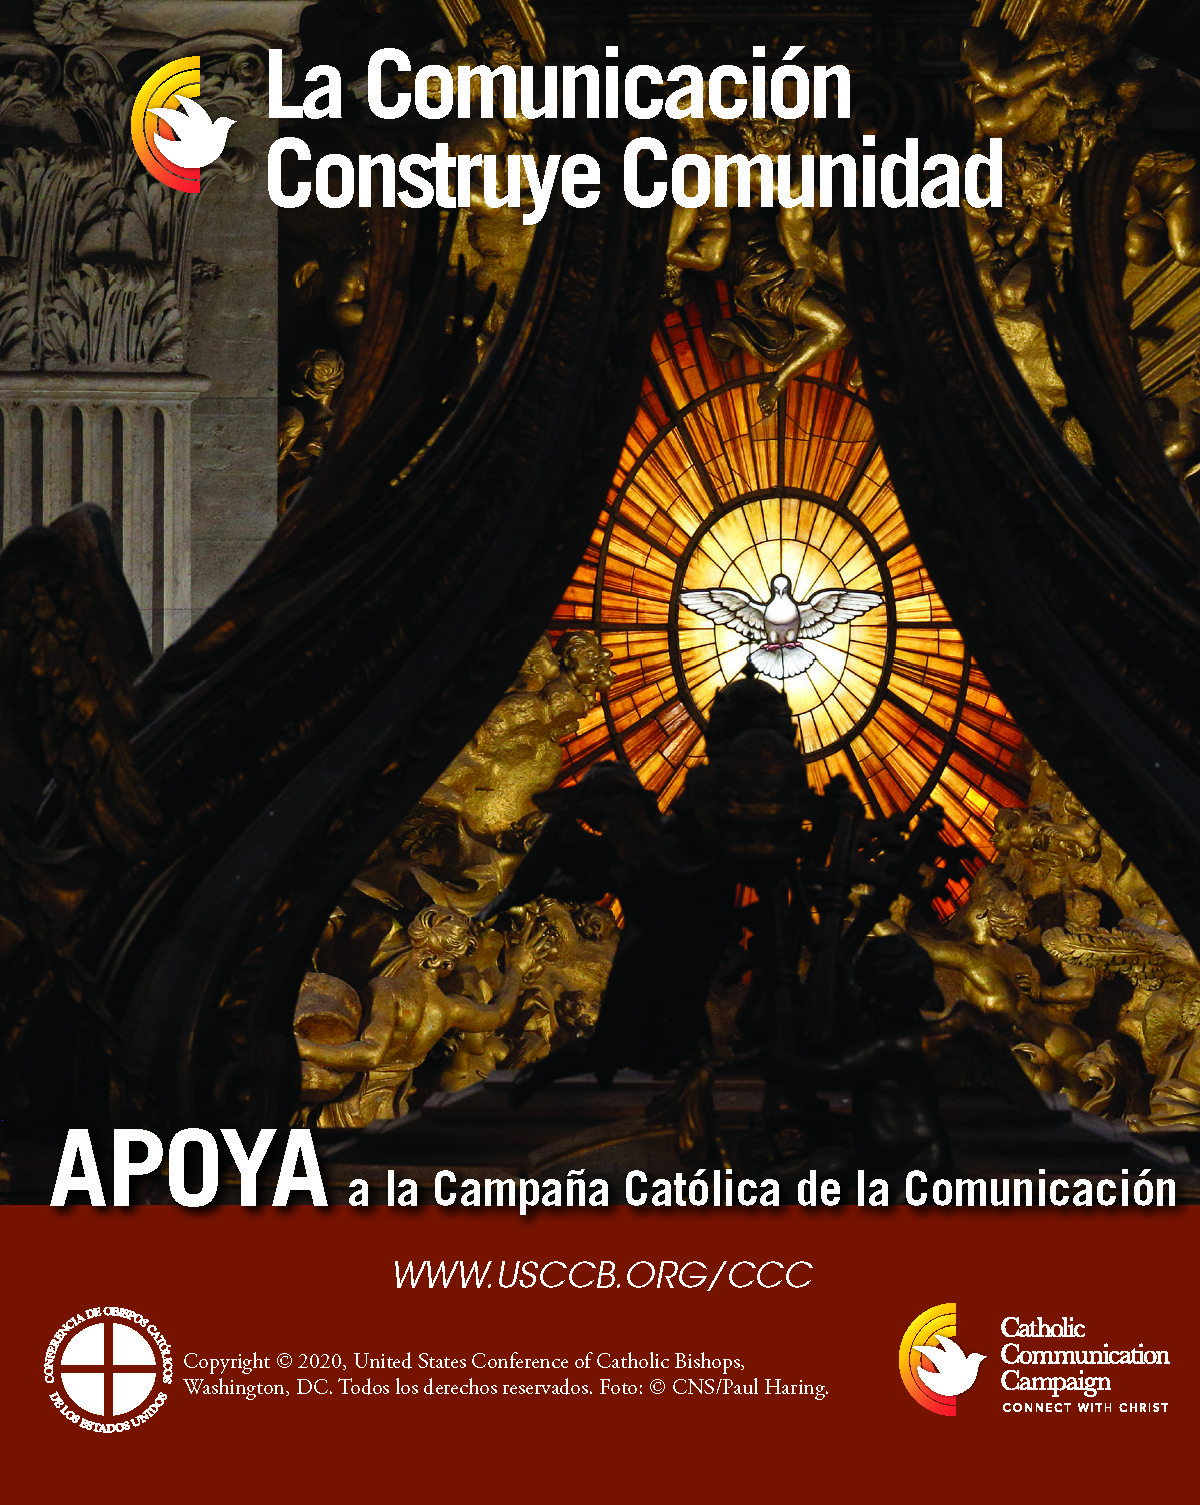 La Comunicación
Construye Comunidad
APOYA a la Campaña Católica de la Comunicación
WWW.USCCB.ORG/CCC
CONFERENCIA DE OBISPOS CATÓLICOS
DE LOS ESTADOS UNIDOS
Copyright © 2020, United States Conference of Catholic Bishops,
Washington, DC. Todos los derechos reservados. Foto: © CNS/Paul Haring.
Catholic
Communication
Campaign
CONNECT WITH CHRIST